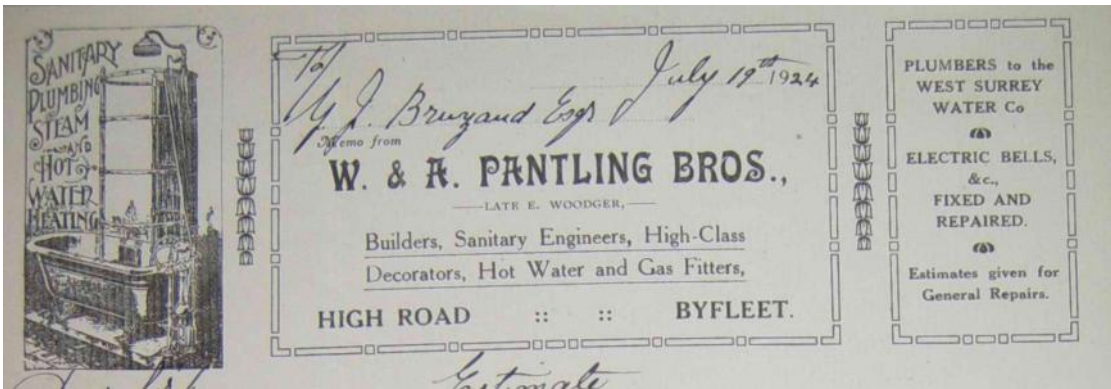 SANITARY
PLUMBING
STEAM
AND
HOT
WATER
HEATING
To
July 19th 1924
G. J. Bruzaud Esqr
Memo from
W. & A. PANTLING BROS.,
LATE E. WOODGER,
Builders, Sanitary Engineers, High-Class
Decorators, Hot Water and Gas Fitters,
HIGH ROAD :: :: BYFLEET.
PLUMBERS to the
WEST SURREY
WATER Co
ELECTRIC BELLS,
&c.,
FIXED AND
REPAIRED.
Estimates given for
General Repairs.
Estimate